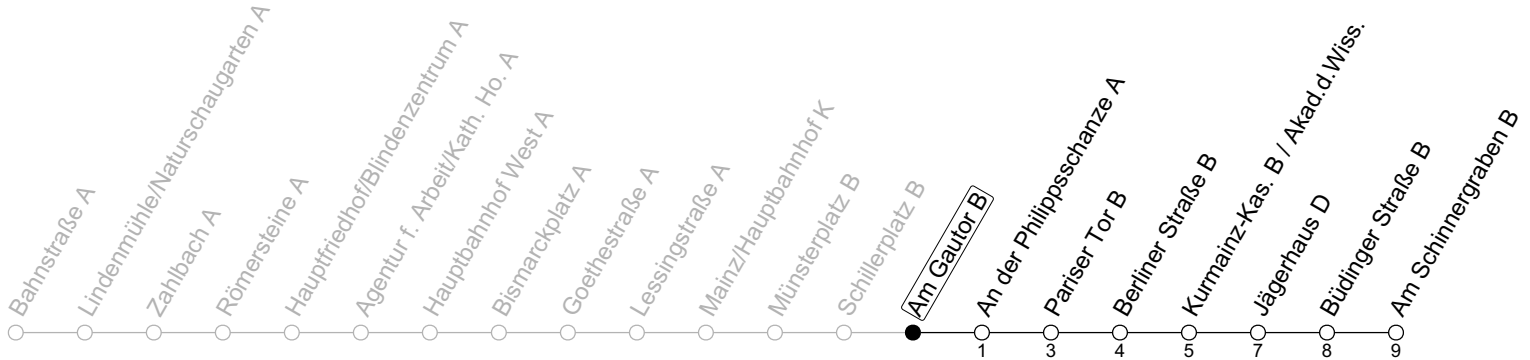 Bahnstraße A
Lindenmühle/Naturschaugarten A
Zahlbach A
Römersteine A
Hauptfriedhof/Blindenzentrum A
Agentur f. Arbeit/Kath. Ho. A
Hauptbahnhof West A
Bismarckplatz A
Goethestraße A
Lessingstraße A
Mainz/Hauptbahnhof K
Münsterplatz B
Schillerplatz B
Am Gautor B
An der Philippsschanze A
Pariser Tor B
Berliner Straße B
Kurmainz-Kas. B / Akad.d.Wiss.
Jägerhaus D
Büdinger Straße B
Am Schinnergraben B
1 3 4 5 7 8 9